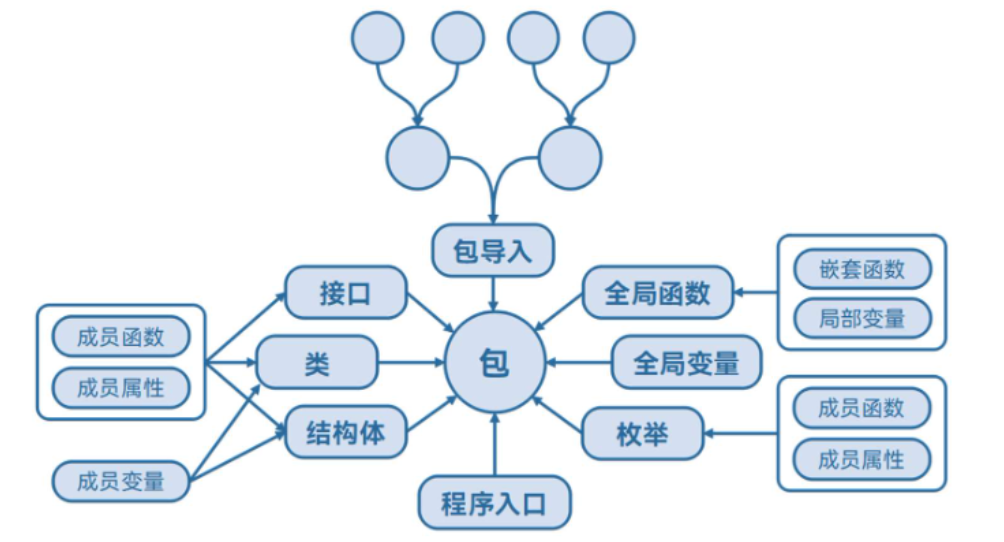 包导入
接口
全局函数
嵌套函数
局部变量
成员函数
成员属性
类
包
全局变量
结构体
枚举
成员函数
成员属性
成员变量
程序入口